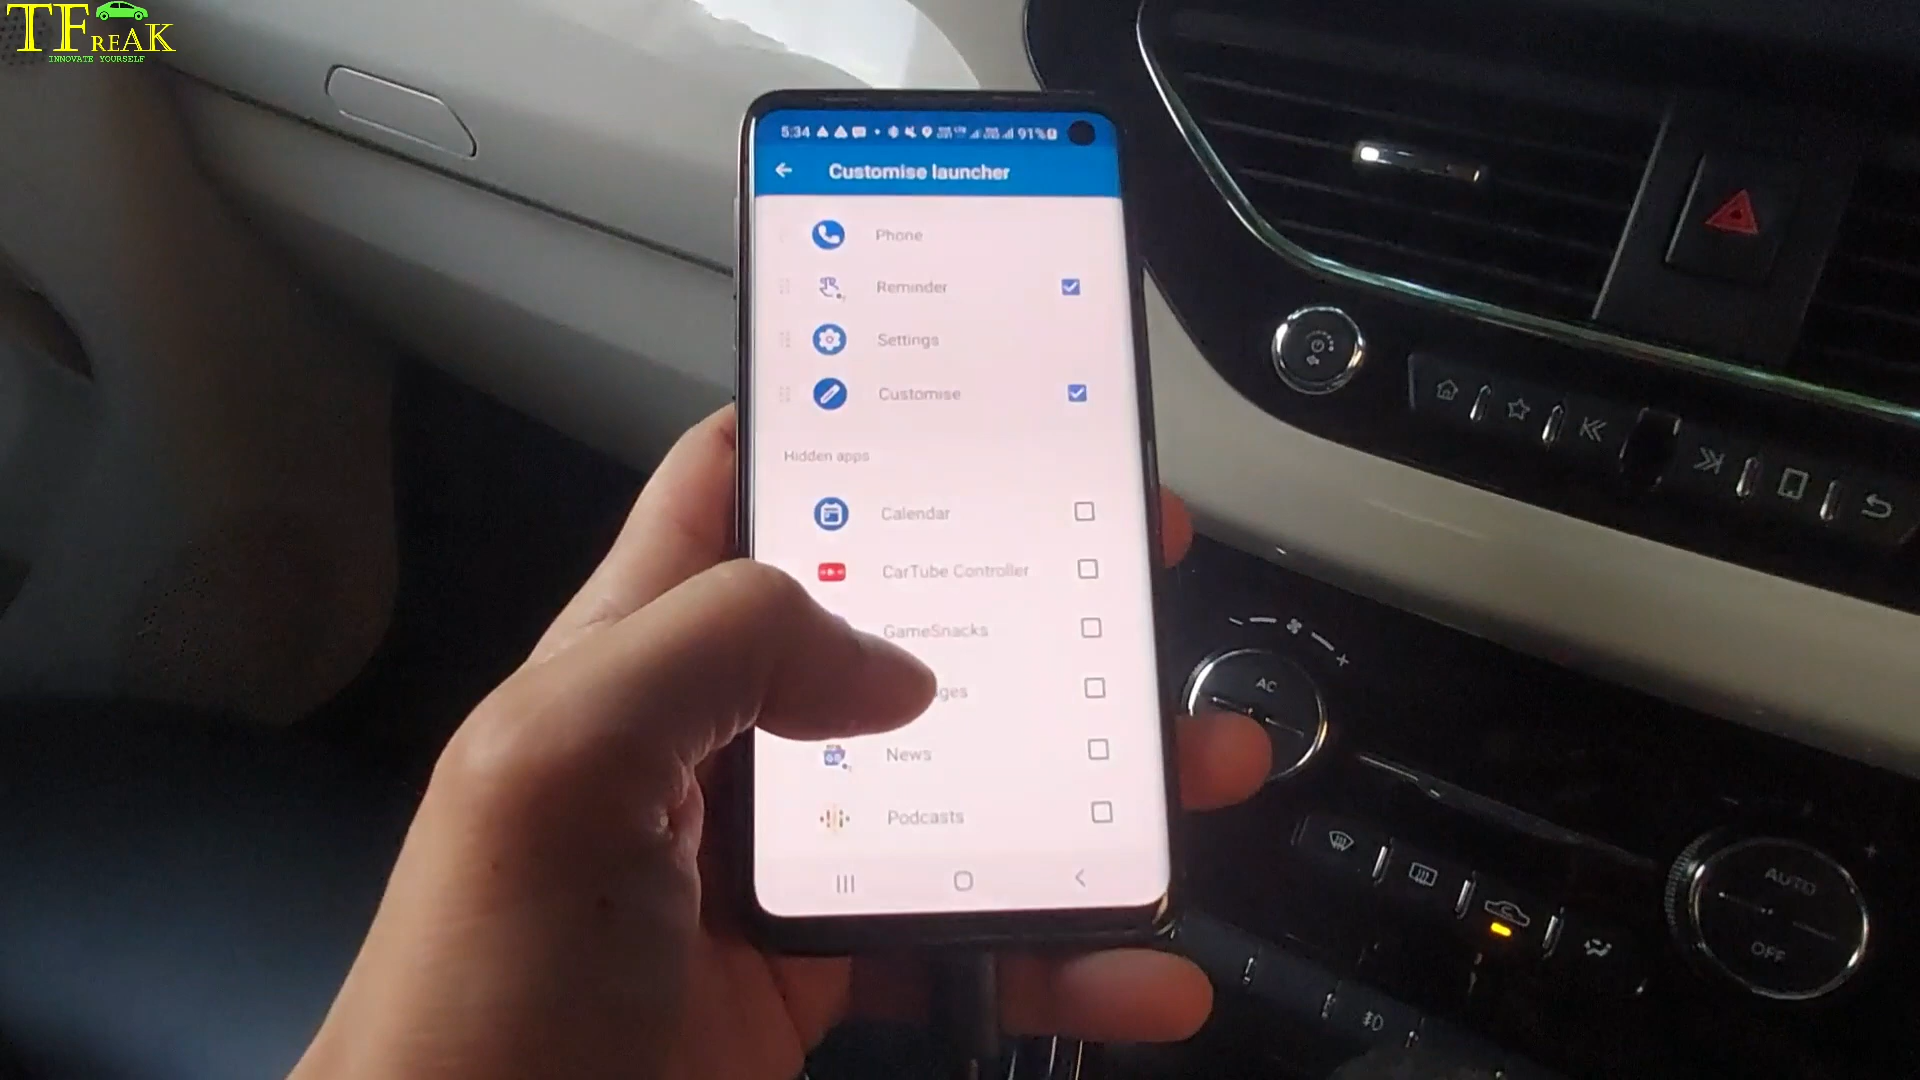 TFREAK
INNOVATE YOURSELF
5:34
91%
Customise launcher
Phone
Reminder
Settings
Customise
Hidden apps
Calendar
CarTube Controller
GameSnacks
ges
News
Podcasts
AC
AUTO
OFF